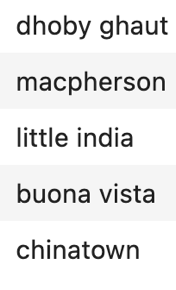 dhoby ghaut
macpherson
little india
buona vista
chinatown